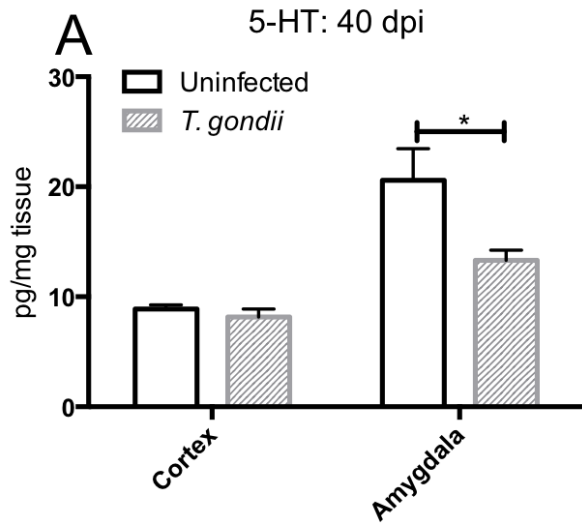 A
5-HT: 40 dpi
Uninfected
T. gondii
*
pg/mg tissue
30
20
10
0
Cortex
Amygdala